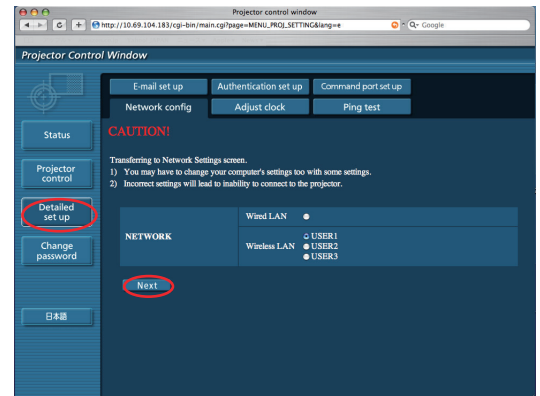 Projector control window
http://10.69.104.183/cgi-bin/main.cgi?page=MENU_PROJ_SETTING&lang=e
Q- Google
Projector Control Window
E-mail set up
Authentication set up
Command port set up
Network config
Adjust clock
Ping test
Status
Projector control
Detailed set up
Change password
日本語
CAUTION!
Transferring to Network Settings screen.
1) You may have to change your computer's settings too with some settings.
2) Incorrect settings will lead to inability to connect to the projector.
NETWORK
Wired LAN
Wireless LAN
USER1
USER2
USER3
Next